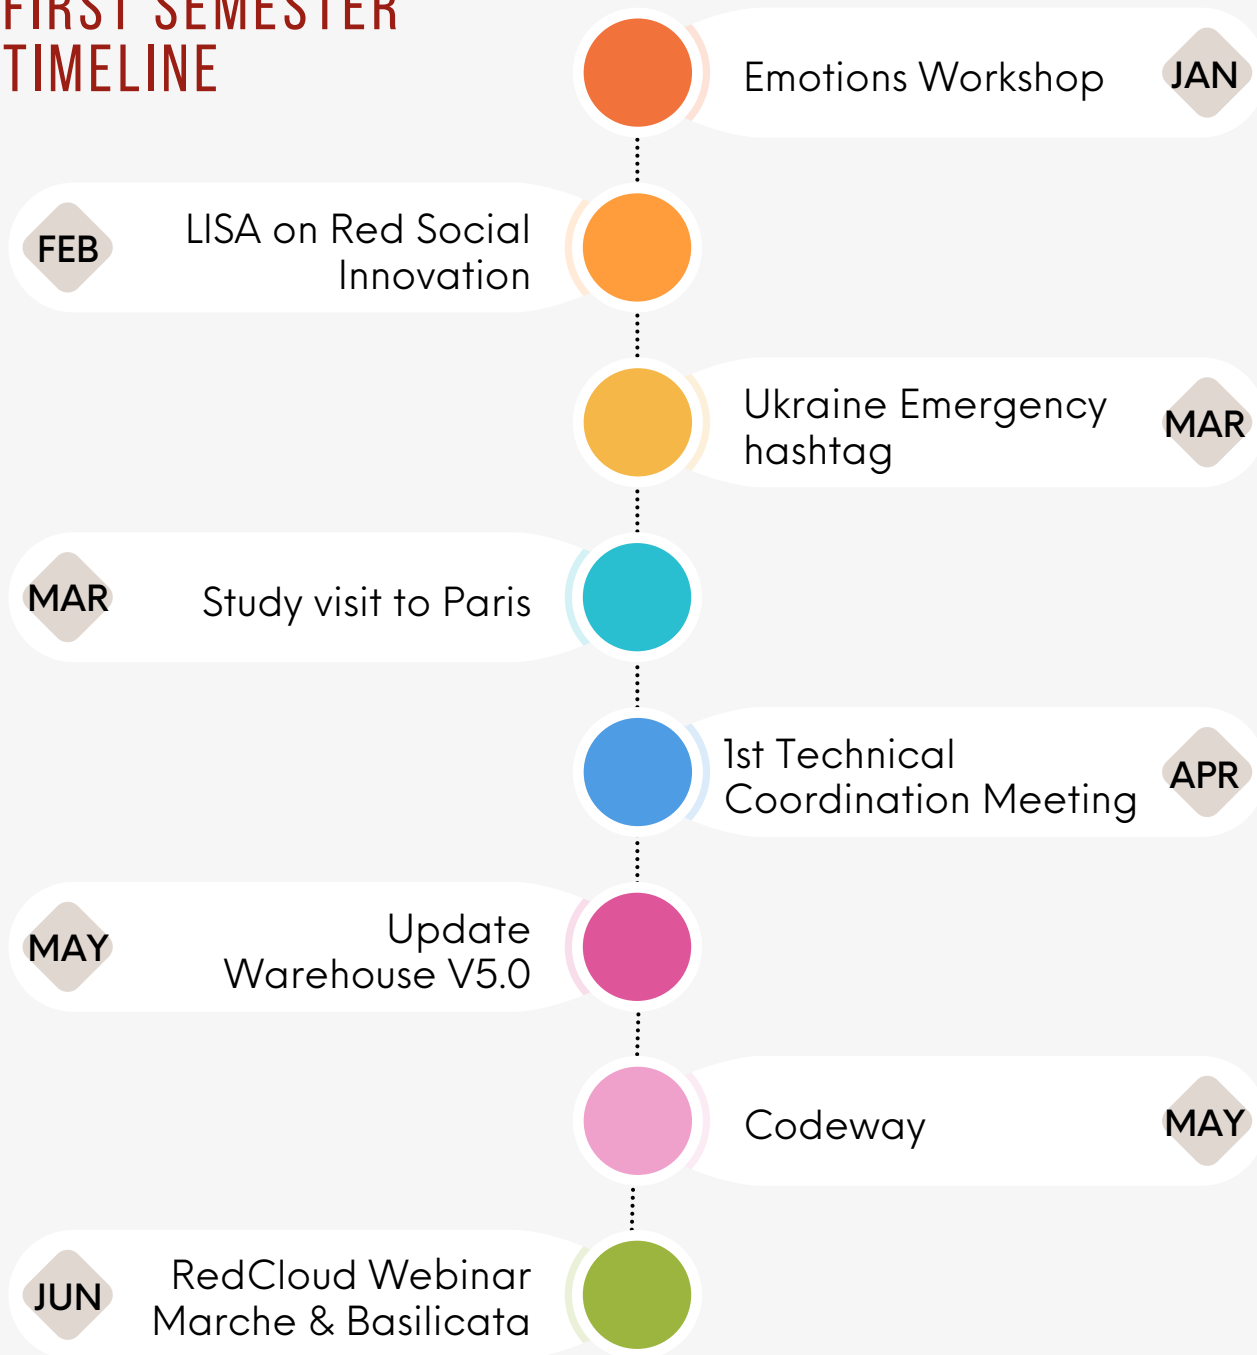 FIRST SEMESTER
TIMELINE
Emotions Workshop
JAN
FEB
LISA on Red Social
Innovation
Ukraine Emergency
hashtag
MAR
MAR
Study visit to Paris
1st Technical
Coordination Meeting
APR
MAY
Update
Warehouse V5.0
Codeway
MAY
JUN
RedCloud Webinar
Marche & Basilicata